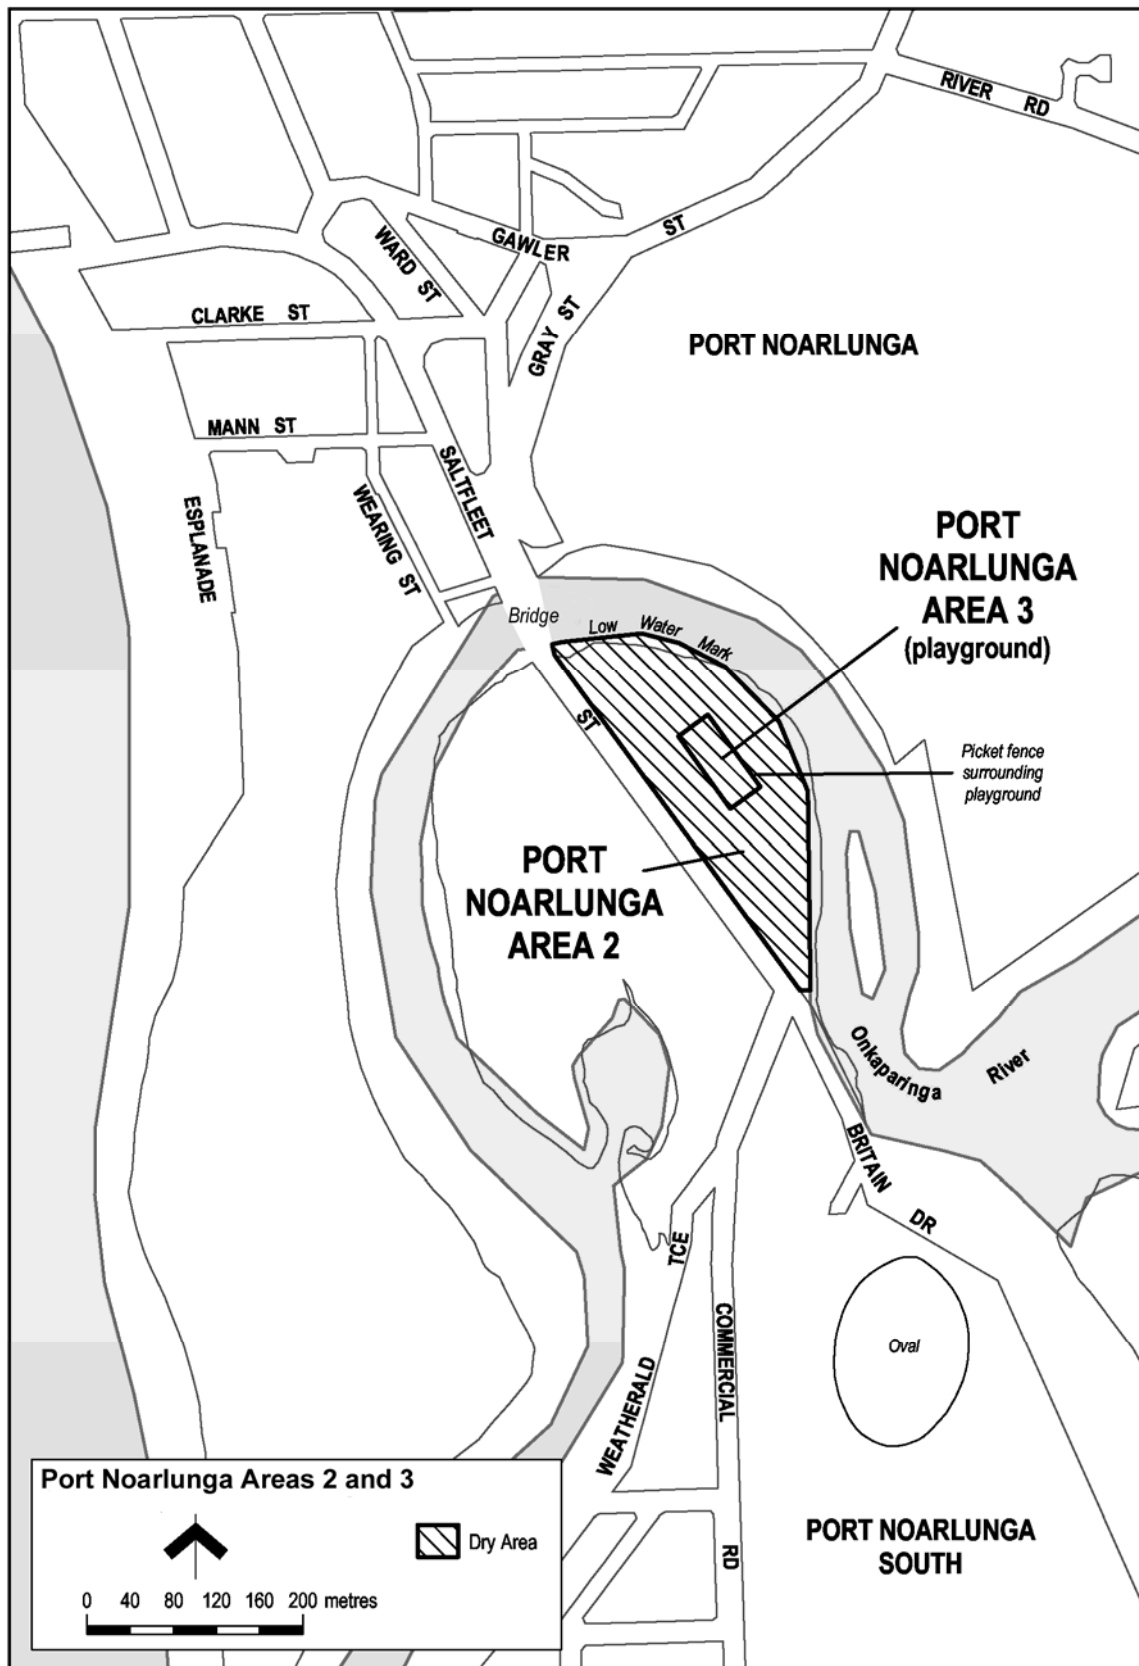 RIVER RD
WARD ST
GAWLER
ST
CLARKE ST
GRAY ST
PORT NOARLUNGA
MANN ST
SALTFLEET
ESPLANADE
WEARING ST
PORT
NOARLUNGA
AREA 3
(playground)
Bridge
Low Water Mark
ST
Picket fence
surrounding
playground
PORT
NOARLUNGA
AREA 2
Onkaparinga River
BRITAIN
DR
TCE
COMMERCIAL
Oval
WEATHERALD
Port Noarlunga Areas 2 and 3
Dry Area
0 40 80 120 160 200 metres
RD
PORT NOARLUNGA
SOUTH